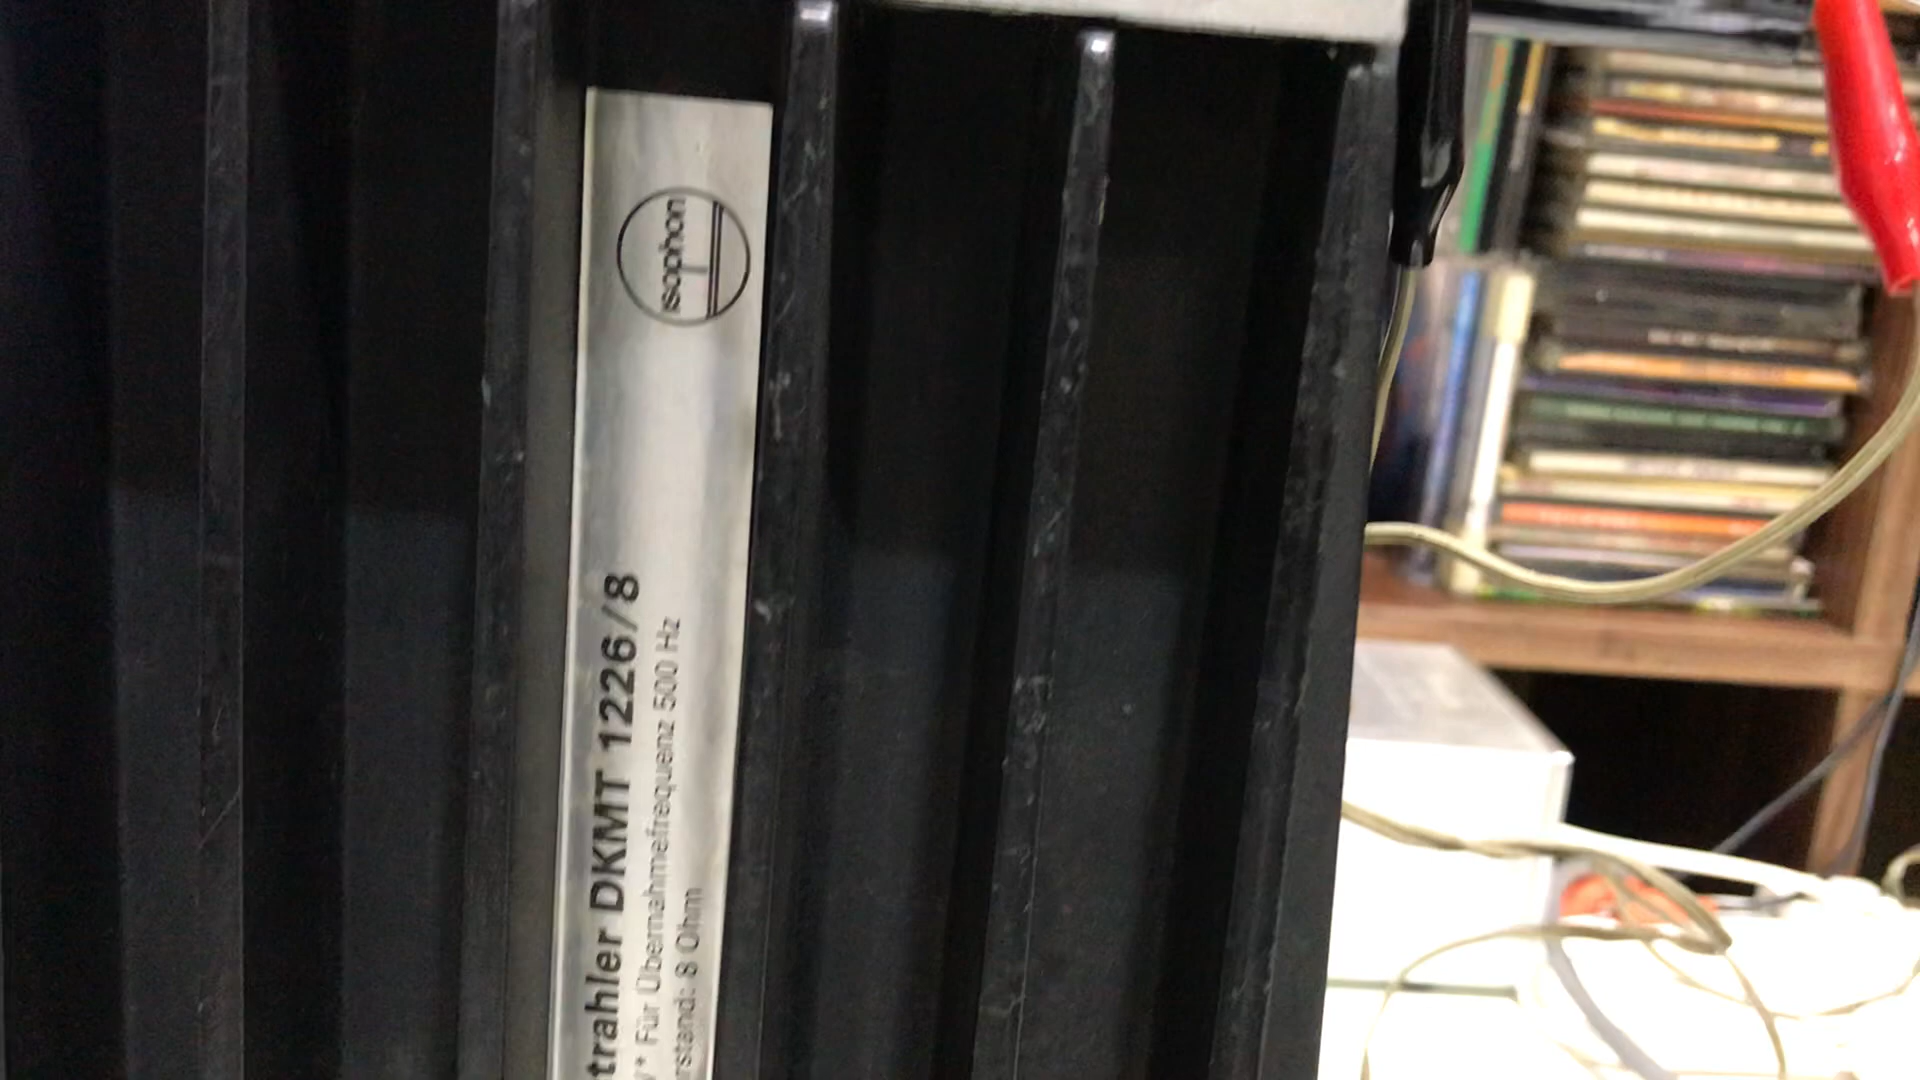 isophon
trahler DKMT 1226/8
* Für Übernahmefrequenz 500 Hz
rstand: 8 Ohm